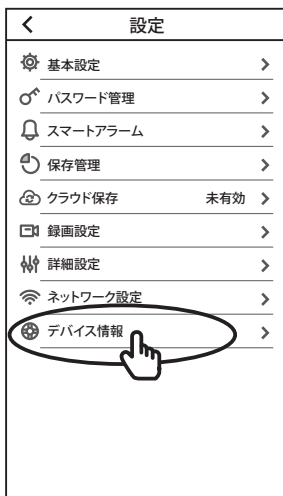 設定
基本設定
パスワード管理
スマートアラーム
保存管理
クラウド保存 未有効
録画設定
詳細設定
ネットワーク設定
デバイス情報